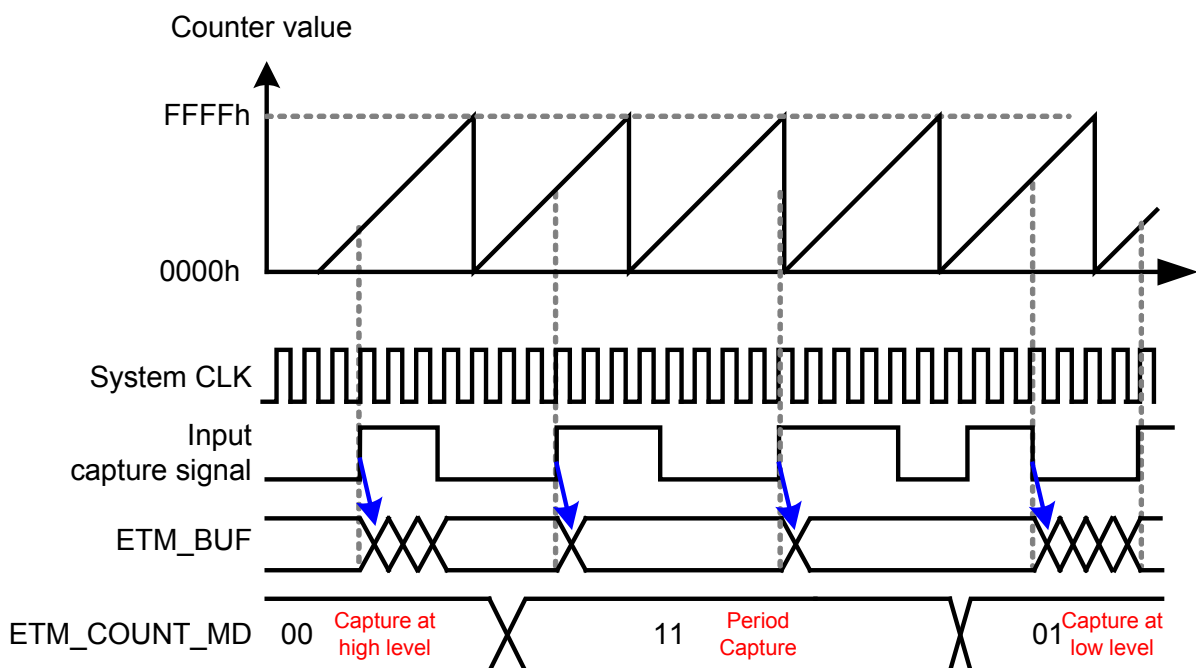 Counter value
FFFFh
0000h
System CLK
Input
capture signal
ETM_BUF
ETM_COUNT_MD
00
Capture at
high level
11
Period
Capture
01
Capture at
low level